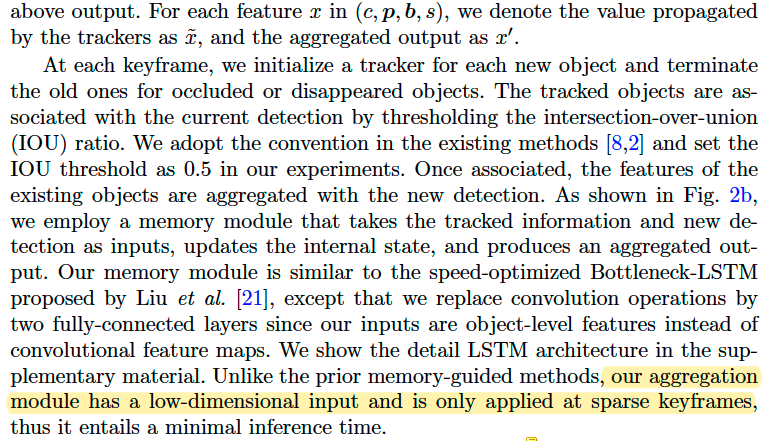 above output. For each feature x in (c, p, b, s), we denote the value propagated
by the trackers as x̃, and the aggregated output as x′.
At each keyframe, we initialize a tracker for each new object and terminate
the old ones for occluded or disappeared objects. The tracked objects are as-
sociated with the current detection by thresholding the intersection-over-union
(IOU) ratio. We adopt the convention in the existing methods [8,2] and set the
IOU threshold as 0.5 in our experiments. Once associated, the features of the
existing objects are aggregated with the new detection. As shown in Fig. 2b,
we employ a memory module that takes the tracked information and new de-
tection as inputs, updates the internal state, and produces an aggregated out-
put. Our memory module is similar to the speed-optimized Bottleneck-LSTM
proposed by Liu et al. [21], except that we replace convolution operations by
two fully-connected layers since our inputs are object-level features instead of
convolutional feature maps. We show the detail LSTM architecture in the sup-
plementary material. Unlike the prior memory-guided methods, our aggregation
module has a low-dimensional input and is only applied at sparse keyframes,
thus it entails a minimal inference time.